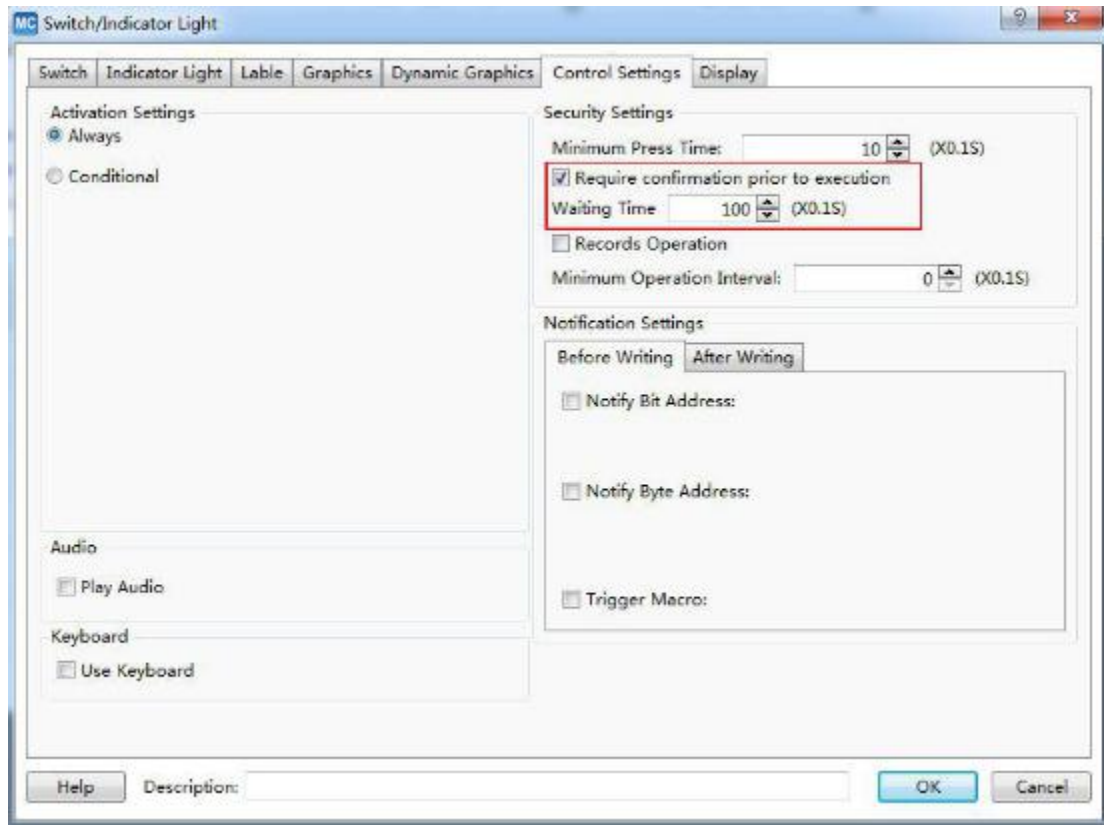 MC Switch/Indicator Light
Switch Indicator Light Lable Graphics Dynamic Graphics Control Settings Display
Activation Settings
Always
Conditional
Audio
Play Audio
Keyboard
Use Keyboard
Security Settings
Minimum Press Time: 10 (X0.1S)
Require confirmation prior to execution
Waiting Time 100 (X0.1S)
Records Operation
Minimum Operation Interval: 0 (X0.1S)
Notification Settings
Before Writing After Writing
Notify Bit Address:
Notify Byte Address:
Trigger Macro:
Help Description: OK Cancel